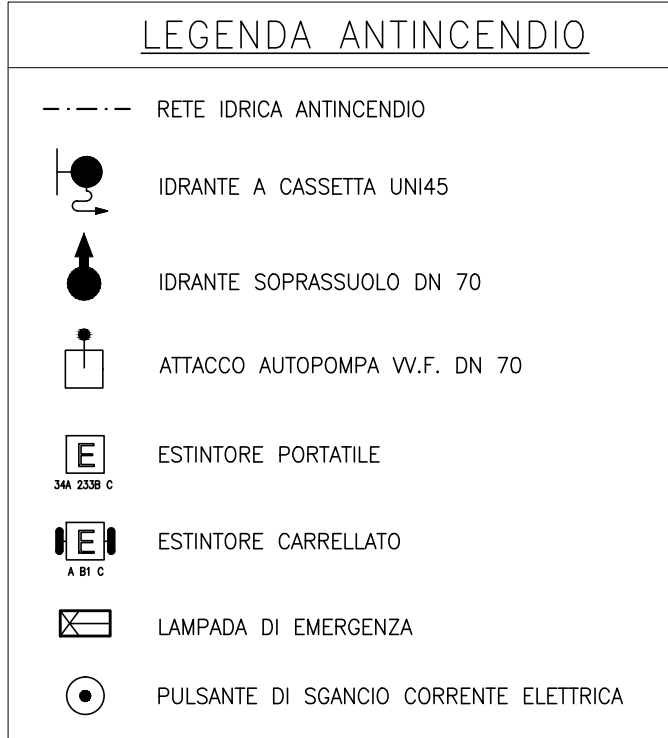 LEGENDA ANTINCENDIO
RETE IDRICA ANTINCENDIO
IDRANTE A CASSETTA UNI45
IDRANTE SOPRASSUOLO DN 70
ATTACCO AUTOPOMPA VV.F. DN 70
E
34A 233B C
ESTINTORE PORTATILE
E
A B1 C
ESTINTORE CARRELLATO
LAMPADA DI EMERGENZA
PULSANTE DI SGANCIO CORRENTE ELETTRICA